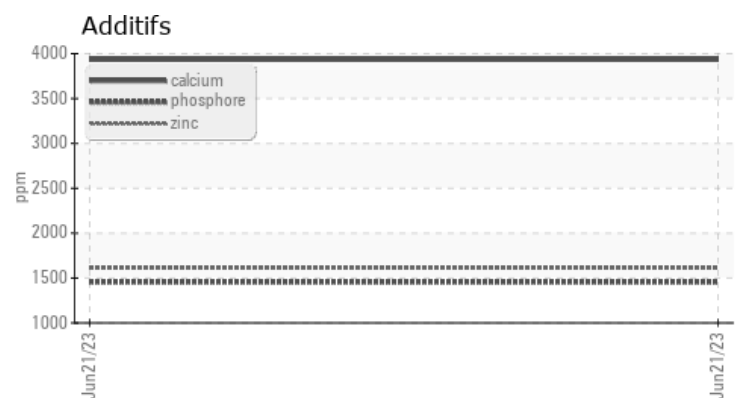 Additifs
4000
3500
3000
2500
2000
1500
1000
ppm
calcium
phosphore
zinc
Jun21/23
Jun21/23